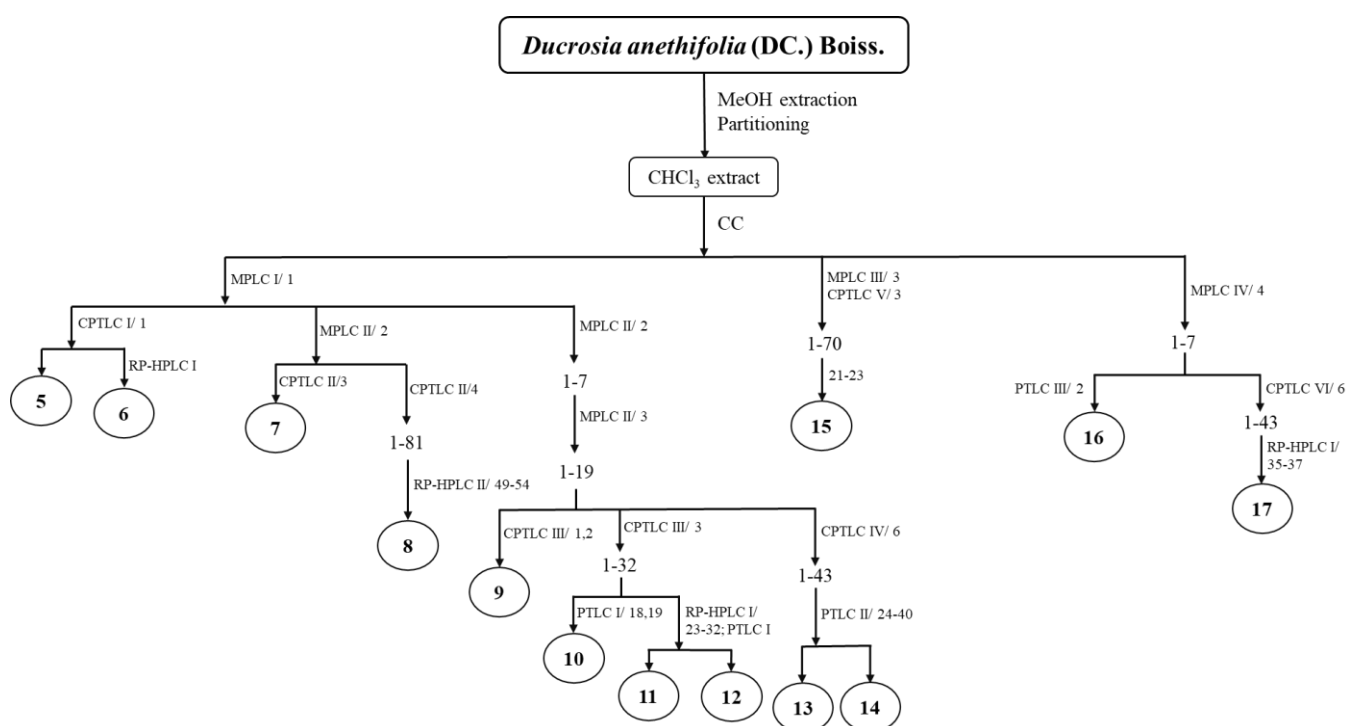 Ducrosia anethifolia (DC.) Boiss.
MeOH extraction
Partitioning
CHCl₃ extract
CC
MPLC I/ 1
MPLC III/ 3
CPTLC V/ 3
MPLC IV/ 4
CPTLC I/ 1
MPLC II/ 2
MPLC II/ 2
1-70
1-7
RP-HPLC I
CPTLC II/3
CPTLC II/4
1-7
21-23
PTLC III/ 2
CPTLC VI/ 6
5
6
7
15
16
1-43
MPLC II/ 3
1-81
RP-HPLC I/
35-37
1-19
RP-HPLC II/ 49-54
17
8
CPTLC III/ 1,2
CPTLC III/ 3
CPTLC IV/ 6
9
1-32
1-43
PTLC I/ 18,19
RP-HPLC I/
23-32; PTLC I
PTLC II/ 24-40
10
11
12
13
14